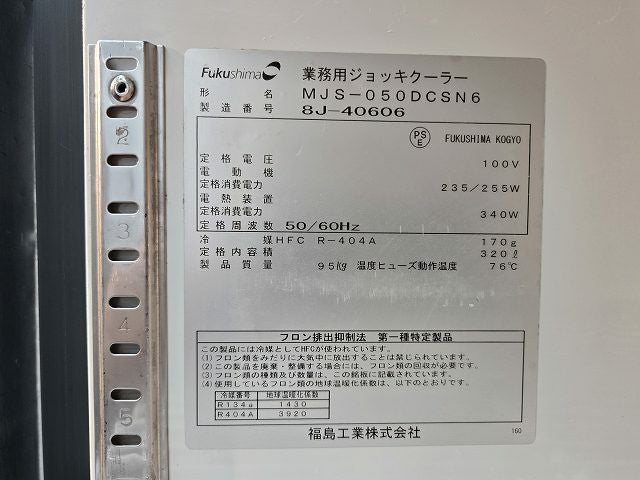 Fukushima 業務用ジョッキクーラー
形名 MJS-050DCSN6
製造番号 8J-40606
PSE FUKUSHIMA KOGYO
定格電圧 100V
電動機
定格消費電力 235/255W
電熱装置
定格消費電力 340W
定格周波数 50/60Hz
冷媒 HFC R-404A 170g
定格内容積 320ℓ
製品質量 95kg 温度ヒューズ動作温度 76℃
フロン排出抑制法 第一種特定製品
この製品には冷媒としてHFCが使われています。
(1)フロン類をみだりに大気中に放出することは禁じられています。
(2)この製品を廃棄・整備する場合には、フロン類の回収が必要です。
(3)フロン類の種類及び数量は、この銘板に記載されています。
(4)使用しているフロン類の地球温暖化係数は、以下のとおりです。
冷媒番号 地球温暖化係数
R134a 1430
R404A 3920
福島工業株式会社 160
2
3
4
5